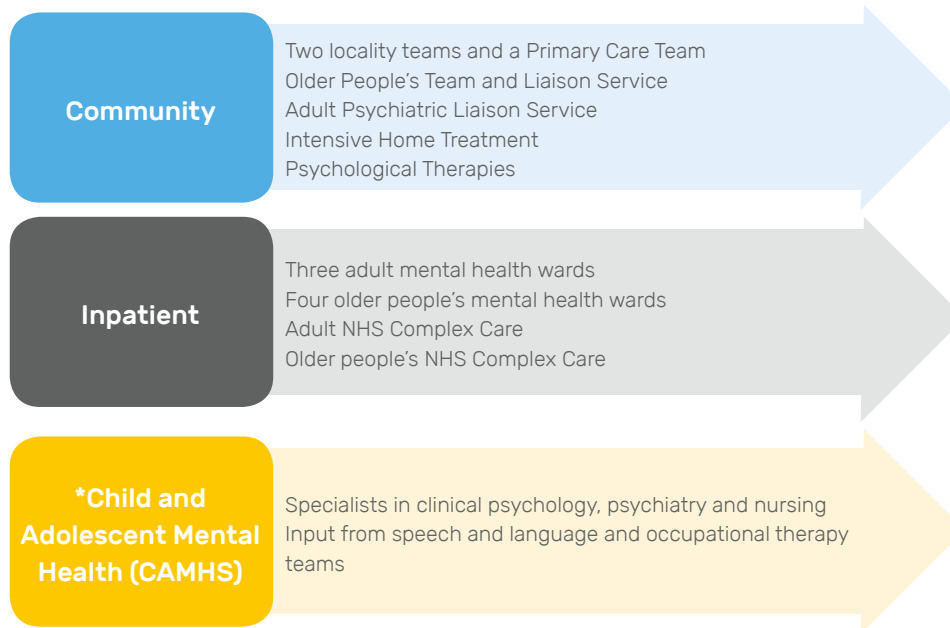 Community
Two locality teams and a Primary Care Team
Older People's Team and Liaison Service
Adult Psychiatric Liaison Service
Intensive Home Treatment
Psychological Therapies
Inpatient
Three adult mental health wards
Four older people's mental health wards
Adult NHS Complex Care
Older people's NHS Complex Care
*Child and
Adolescent Mental
Health (CAMHS)
Specialists in clinical psychology, psychiatry and nursing
Input from speech and language and occupational therapy
teams